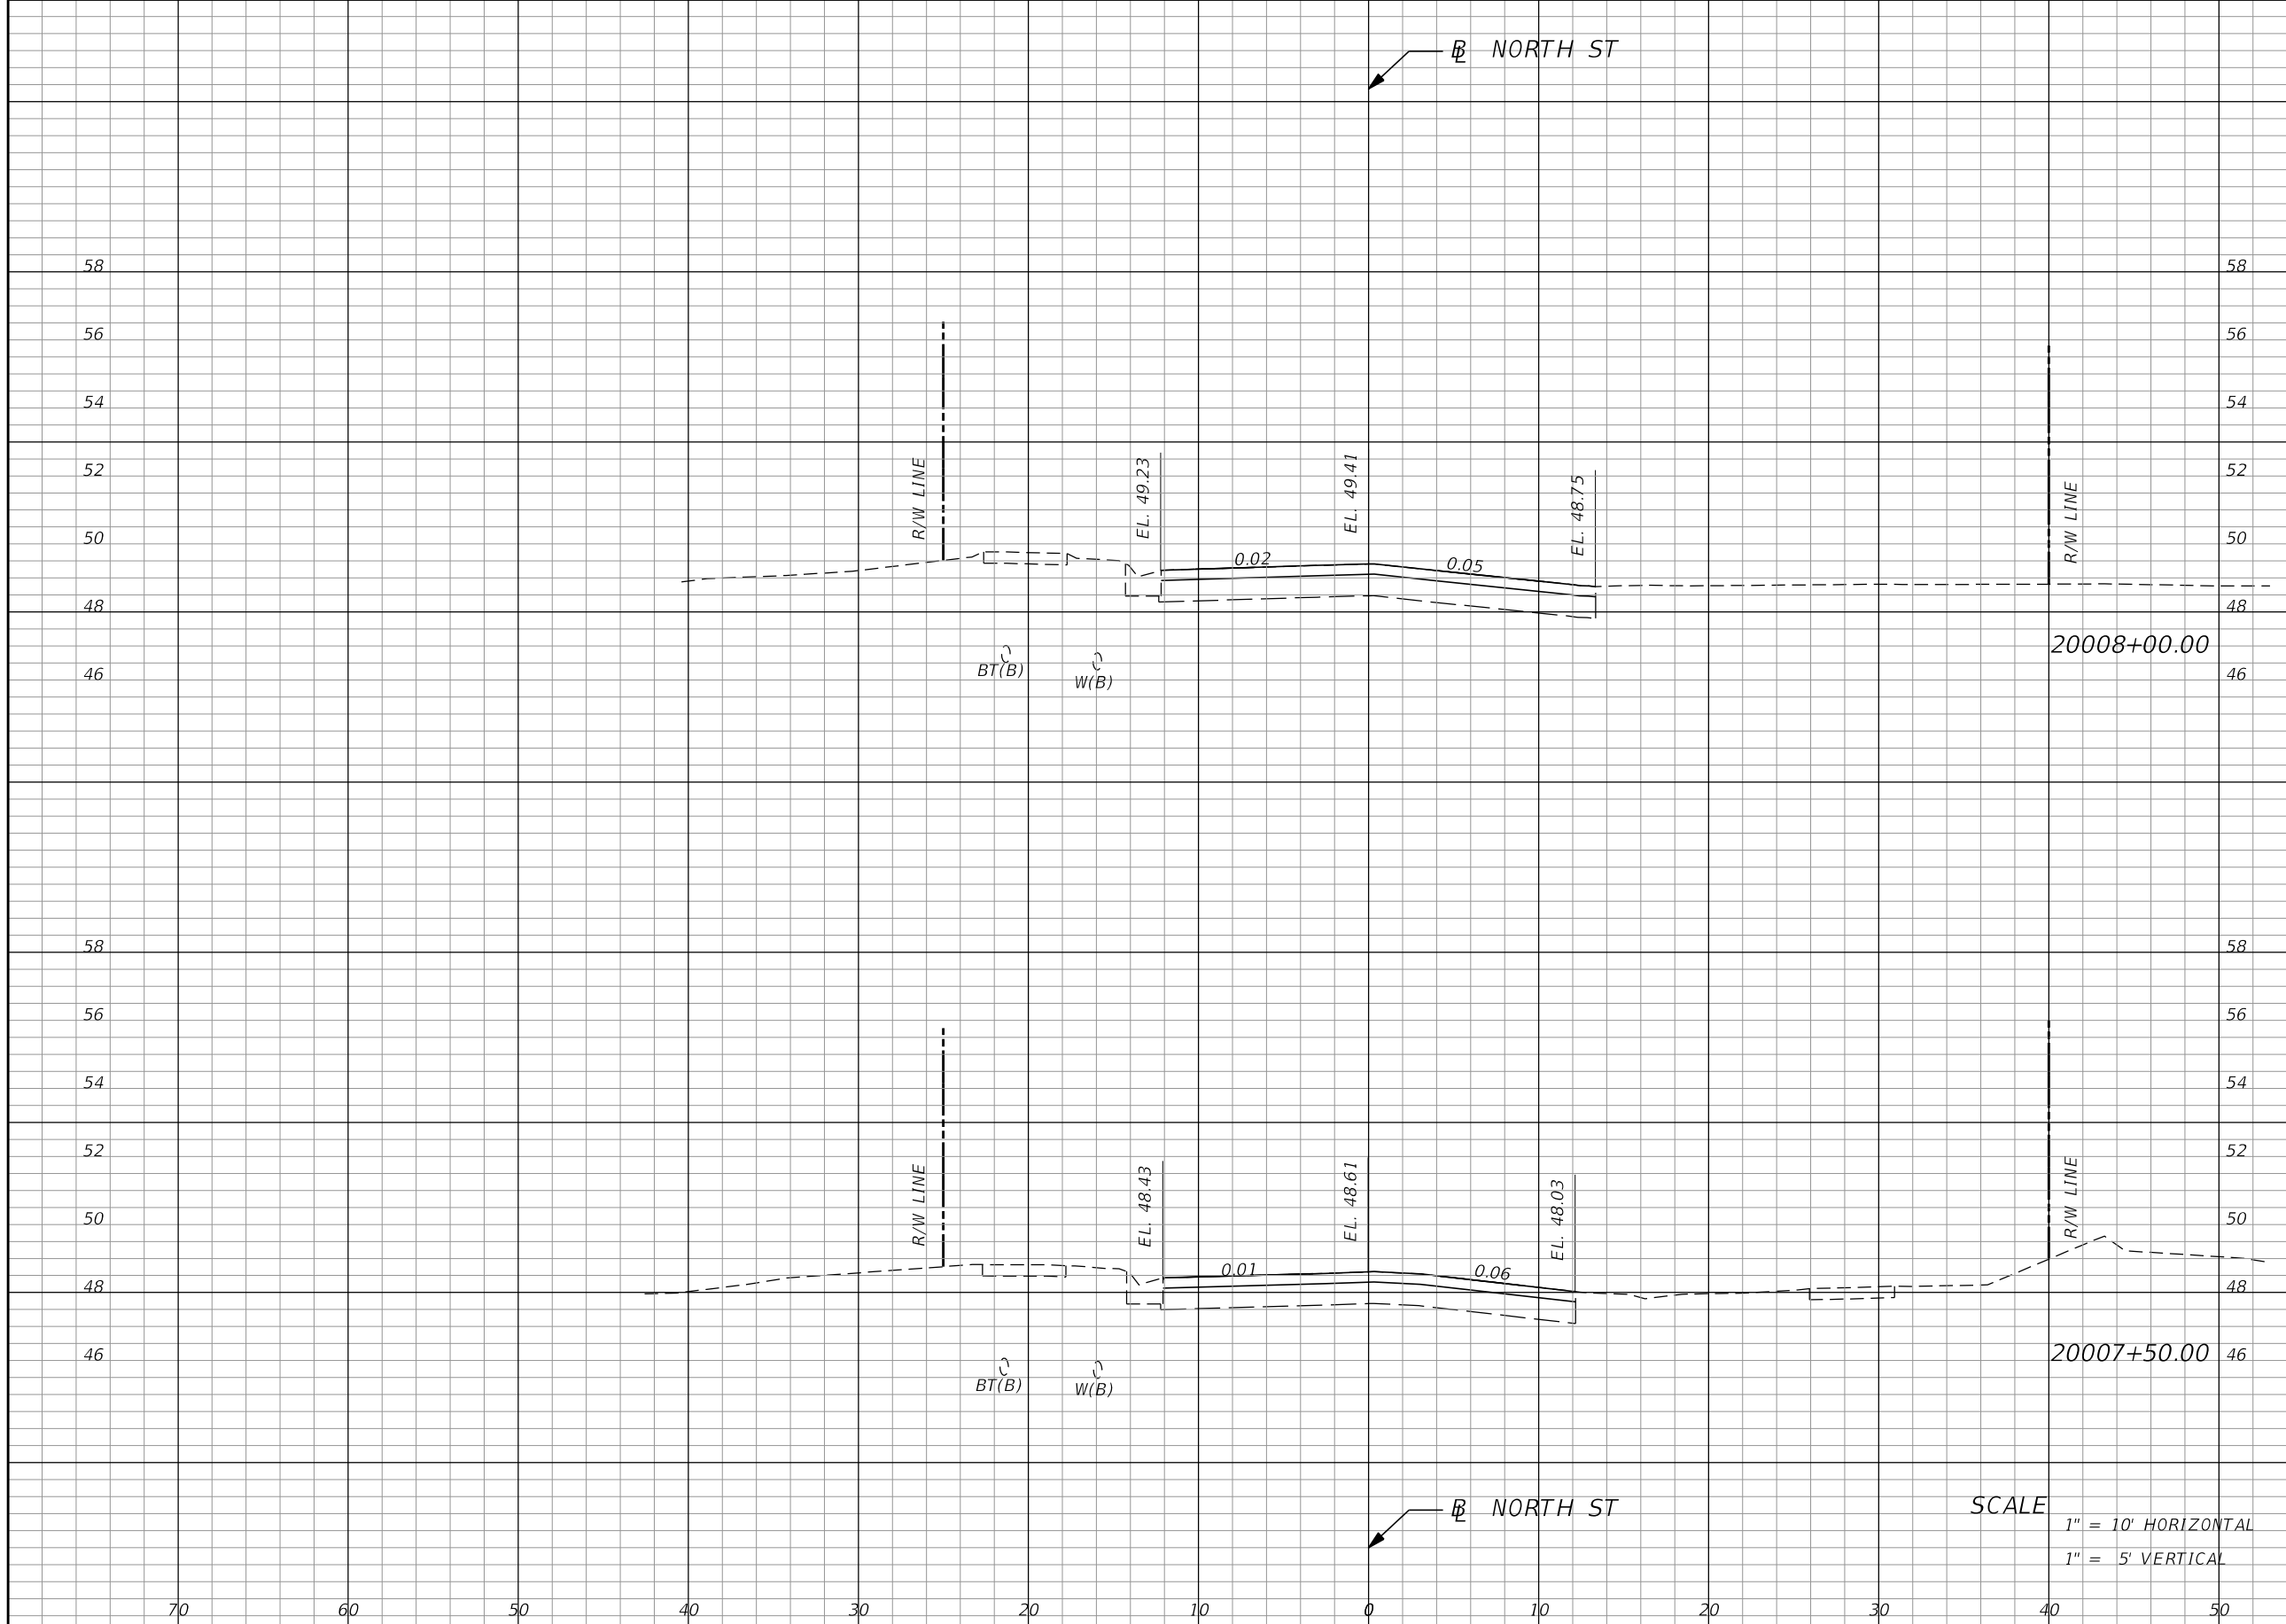 BL NORTH ST
58 58
56 56
54 54
R/W LINE
EL. 49.23
EL. 49.41
EL. 48.75
R/W LINE
52 52
50 50
0.02 0.05
48 48
20008+00.00
BT(B) W(B)
46 46
58 58
56 56
54 54
52 52
R/W LINE
EL. 48.43
EL. 48.61
EL. 48.03
R/W LINE
50 50
0.01 0.06
48 48
20007+50.00
46 46
BT(B) W(B)
BL NORTH ST
SCALE
1" = 10' HORIZONTAL
1" = 5' VERTICAL
70 60 50 40 30 20 10 0 10 20 30 40 50